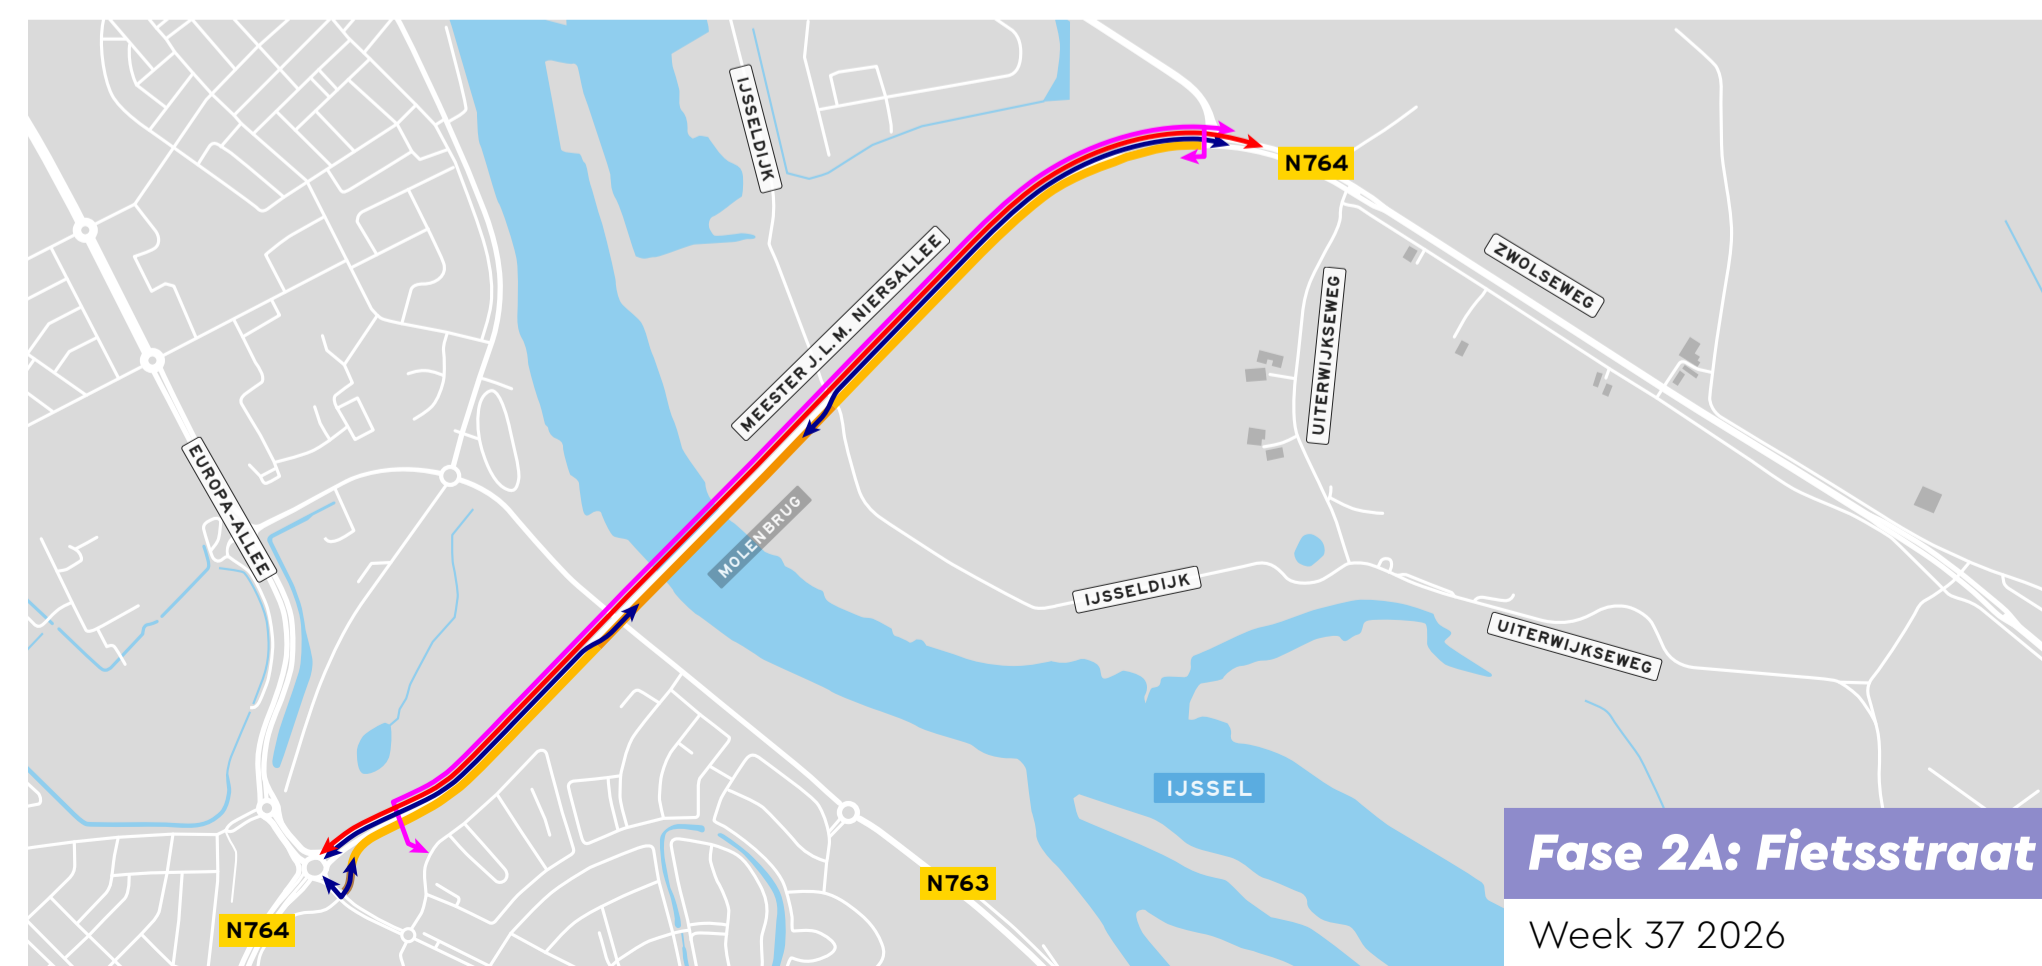 IJSSELDIJK
N764
MEESTER J.L.M. NIERSALLEE
ZWOLSEWEG
UITERWIJKSEWEG
EUROPA-ALLEE
MOLENBRUG
IJSSELDIJK
UITERWIJKSEWEG
IJSSEL
N763
N764
Fase 2A: Fietsstraat
Week 37 2026